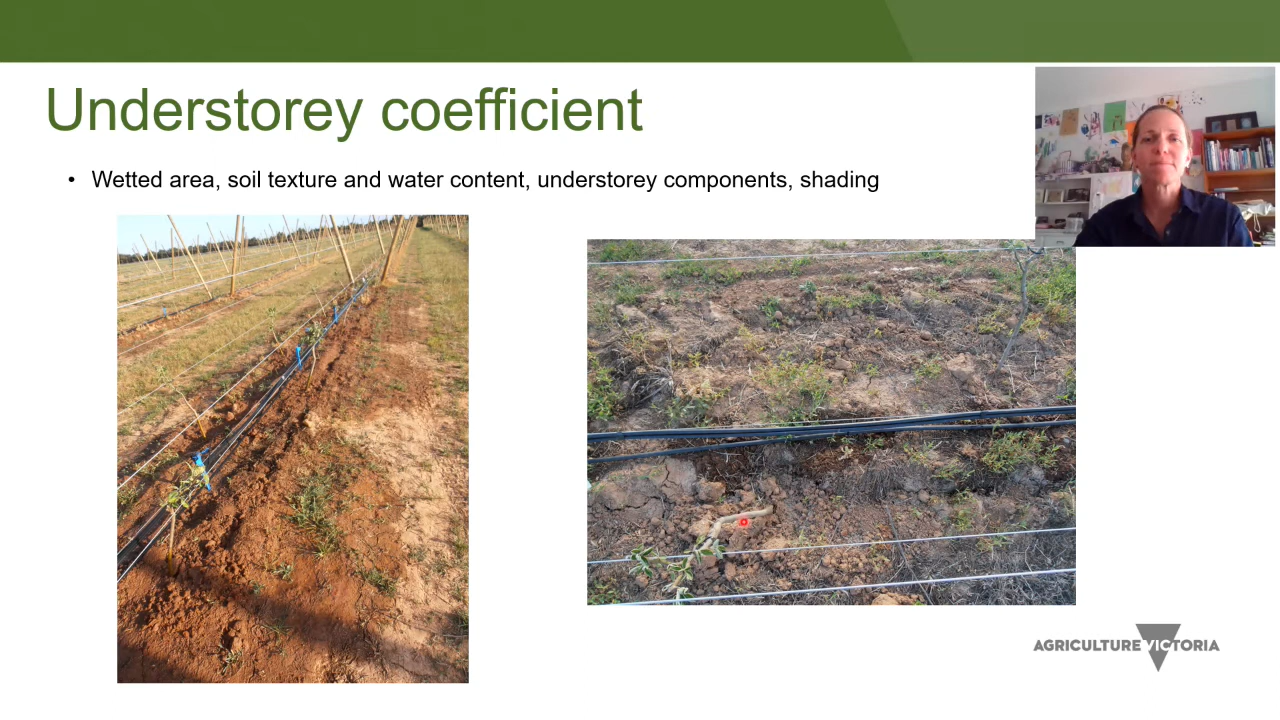 Understorey coefficient
• Wetted area, soil texture and water content, understorey components, shading
AGRICULTURE VICTORIA